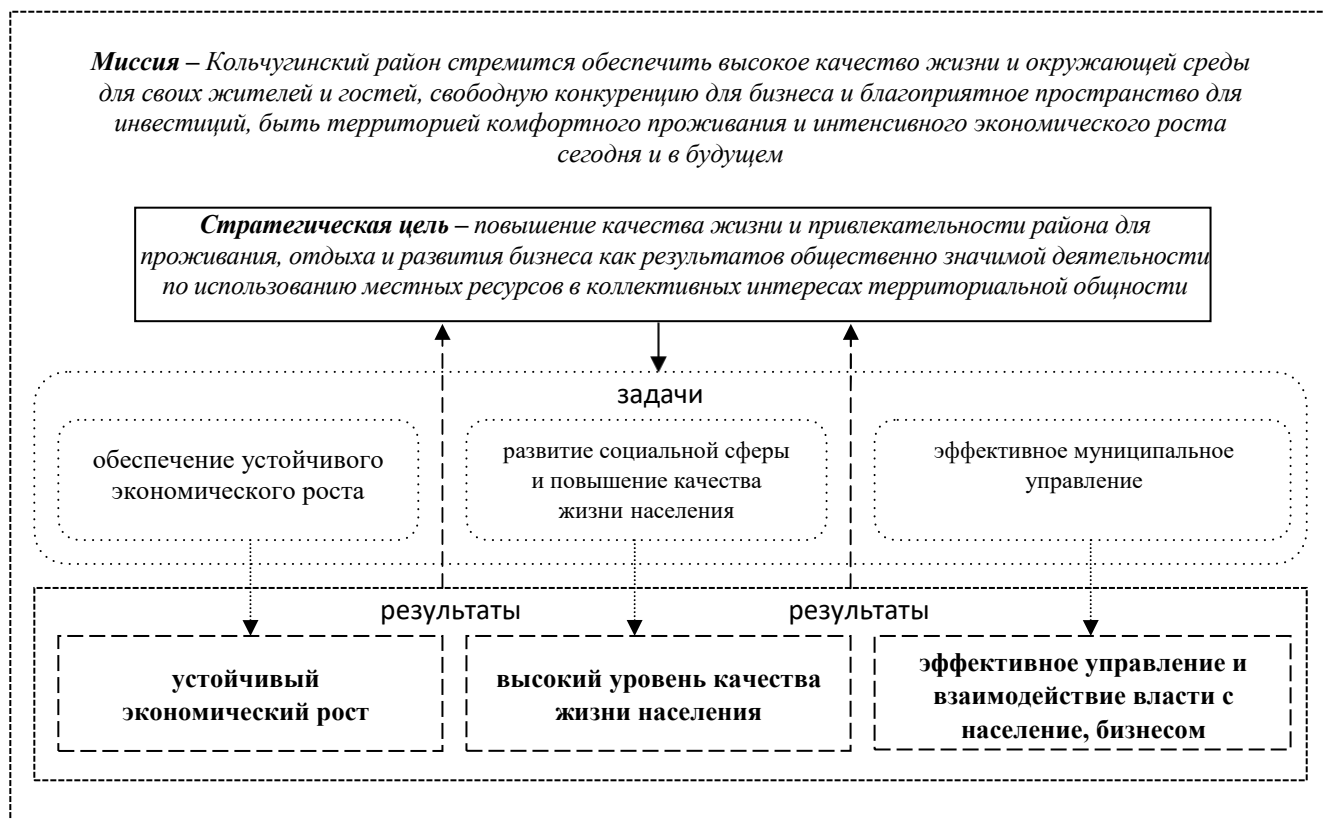 Миссия – Кольчугинский район стремится обеспечить высокое качество жизни и окружающей среды
для своих жителей и гостей, свободную конкуренцию для бизнеса и благоприятное пространство для
инвестиций, быть территорией комфортного проживания и интенсивного экономического роста
сегодня и в будущем
Стратегическая цель – повышение качества жизни и привлекательности района для
проживания, отдыха и развития бизнеса как результатов общественно значимой деятельности
по использованию местных ресурсов в коллективных интересах территориальной общности
задачи
обеспечение устойчивого
экономического роста
развитие социальной сферы
и повышение качества
жизни населения
эффективное муниципальное
управление
результаты
результаты
устойчивый
экономический рост
высокий уровень качества
жизни населения
эффективное управление и
взаимодействие власти с
население, бизнесом